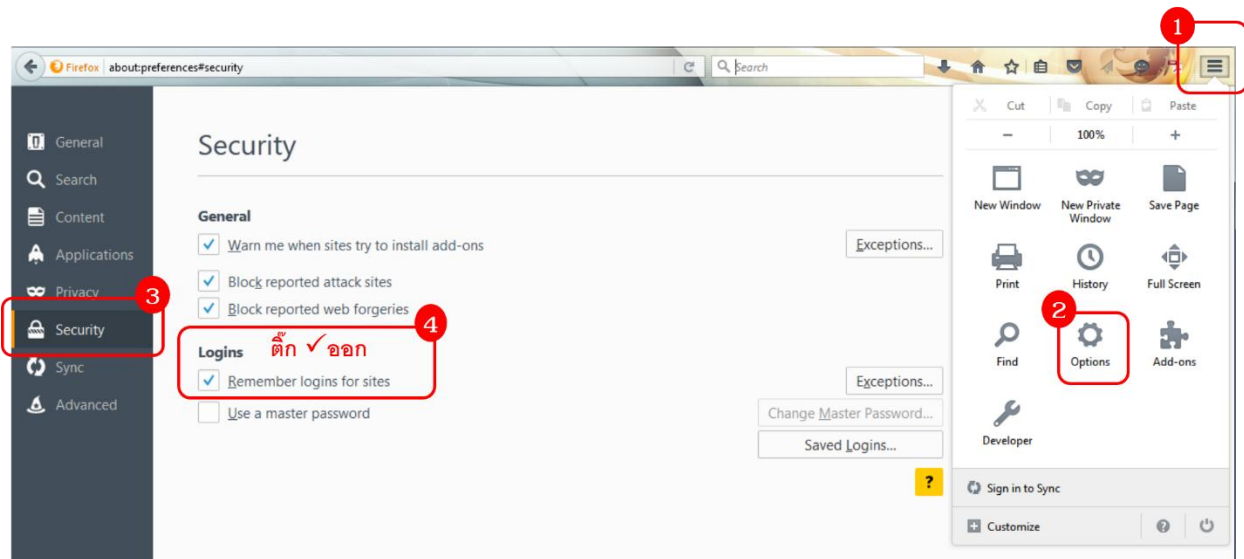 1
Firefox about:preferences#security
Search
Cut Copy Paste
General
Security
− 100% +
Search
New Window New Private Window Save Page
Content
General
Warn me when sites try to install add-ons Exceptions...
Applications
Block reported attack sites
Print History Full Screen
Privacy
3
Block reported web forgeries
2
4
Security
Logins ติ๊ก ✓ ออก
Find Options Add-ons
Sync
Remember logins for sites Exceptions...
Advanced
Use a master password Change Master Password...
Developer
Saved Logins...
?
Sign in to Sync
Customize ?